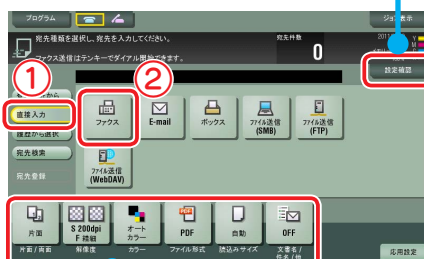 プログラム
ジョブ表示
宛先種類を選択し、宛先を入力してください。
ファクス送信はテンキーでダイアル開始できます。
宛先件数
0
Y
M
設定確認
①
②
直接入力
履歴から選択
宛先検索
宛先登録
ファクス
E-mail
ボックス
ファイル送信
(SMB)
ファイル送信
(FTP)
ファイル送信
(WebDAV)
片面
S 200dpi
F 精細
オート
カラー
PDF
自動
OFF
片面/両面
解像度
カラー
ファイル形式
読込みサイズ
文書名/
応用設定